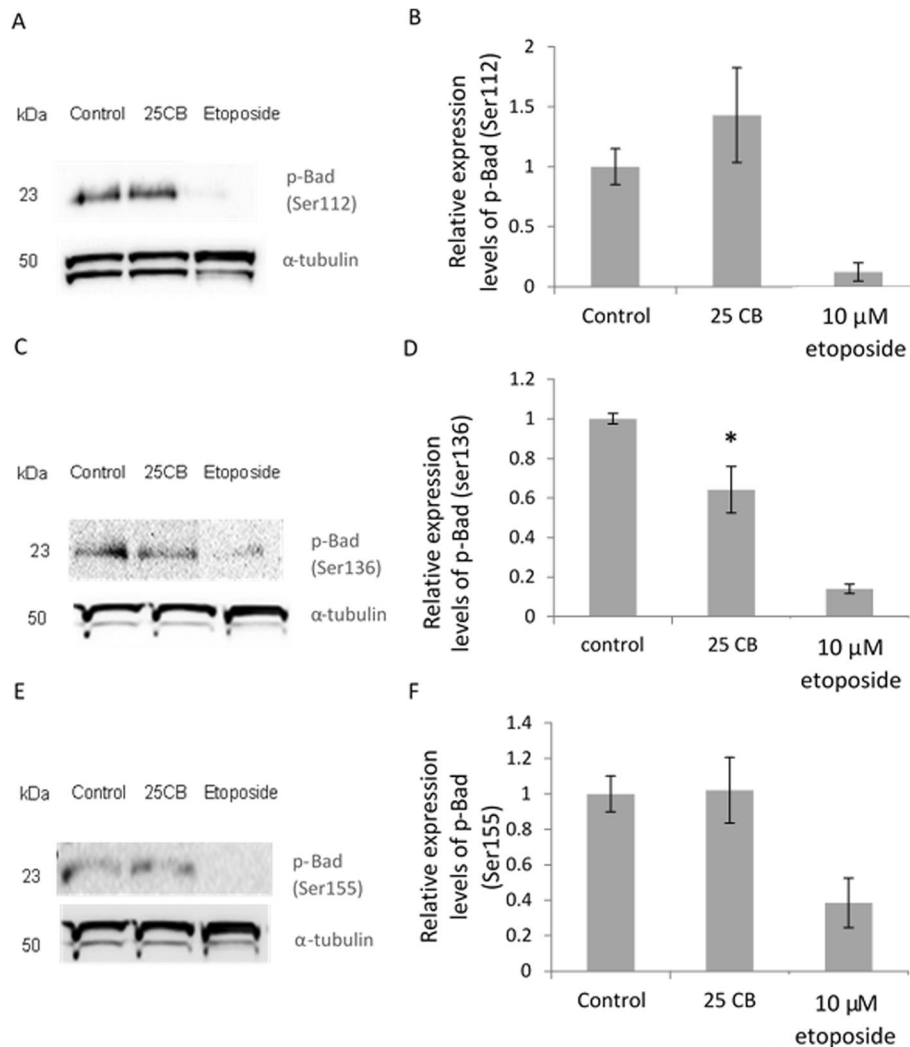 A
kDa Control 25CB Etoposide
23
p-Bad
(Ser112)
50
α-tubulin
B
Relative expression
levels of p-Bad (Ser112)
2
1.5
1
0.5
0
Control 25 CB 10 µM
etoposide
C
kDa Control 25CB Etoposide
23
p-Bad
(Ser136)
50
α-tubulin
D
Relative expression
levels of p-Bad (ser136)
1.2
1
0.8
0.6
0.4
0.2
0
*
control 25 CB 10 µM
etoposide
E
kDa Control 25CB Etoposide
23
p-Bad
(Ser155)
50
α-tubulin
F
Relative expression
levels of p-Bad
(Ser155)
1.4
1.2
1
0.8
0.6
0.4
0.2
0
Control 25 CB 10 µM
etoposide